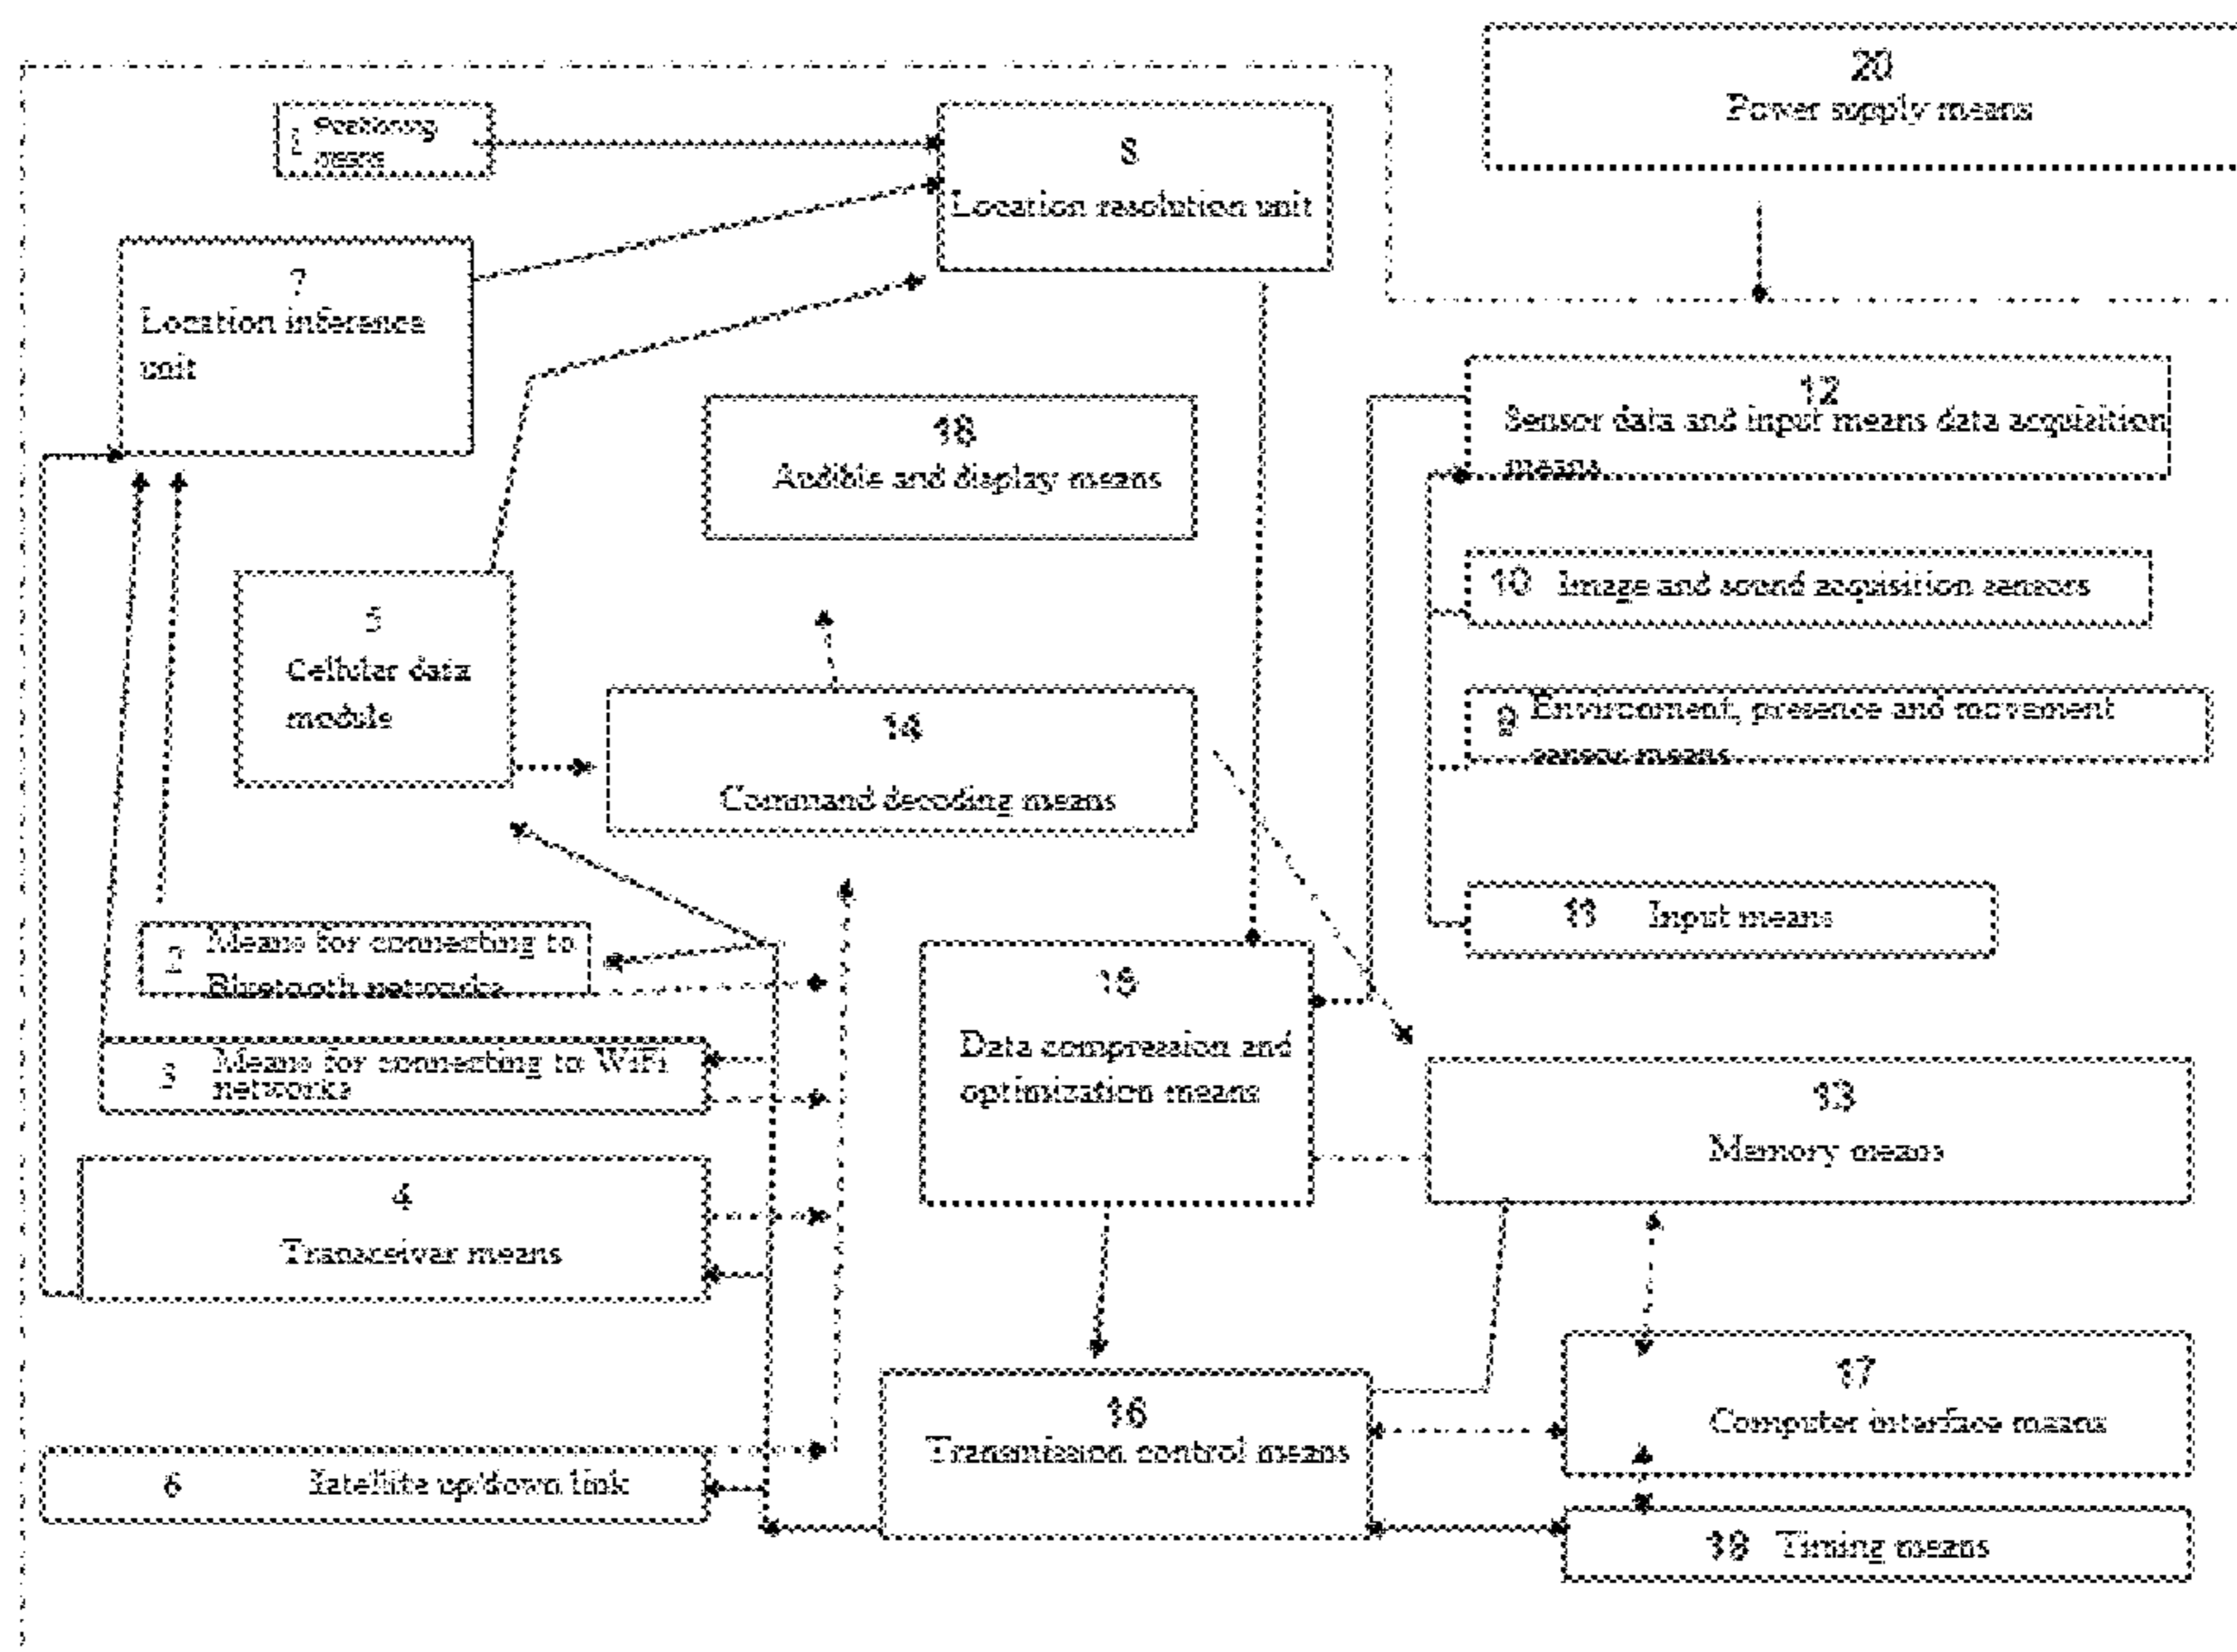 20
Power supply means
1 Positioning
means
8
Location resolution unit
7
Location inference
unit
12
Sensor data and input means data acquisition
means
18
Audible and display means
10 Image and sound acquisition sensors
5
Cellular data
module
9 Environment, presence and movement
sensor means
14
Command decoding means
11 Input means
2 Means for connecting to
Bluetooth networks
15
Data compression and
optimization means
3 Means for connecting to WiFi
networks
13
Memory means
4
Transceiver means
17
Computer interface means
16
Transmission control means
6 Satellite up/down link
19 Timing means